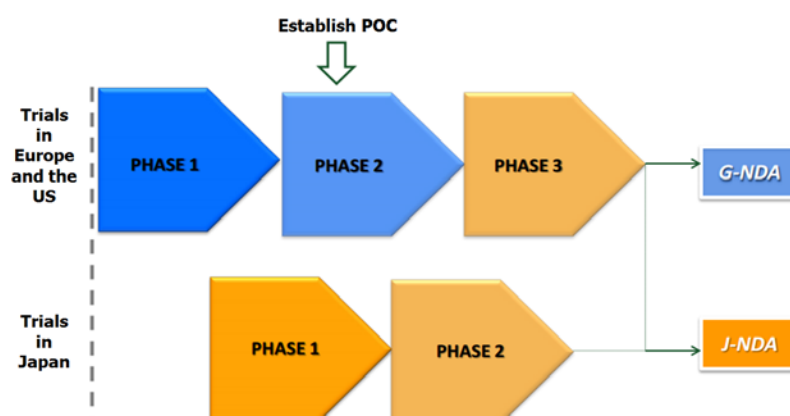 Establish POC
Trials
in
Europe
and the
US
PHASE 1
PHASE 2
PHASE 3
G-NDA
Trials
in
Japan
PHASE 1
PHASE 2
J-NDA